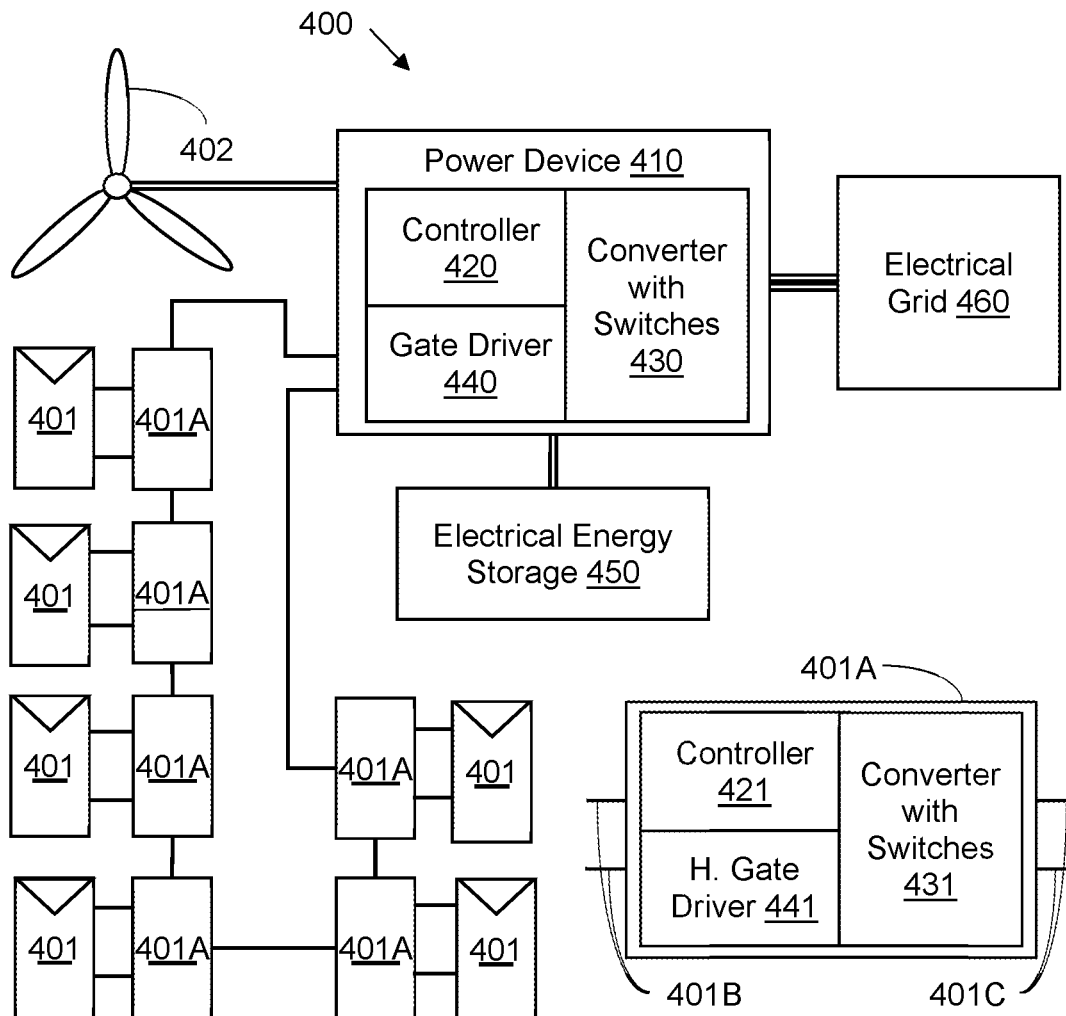 400
402
Power Device 410
Controller
420
Gate Driver
440
Converter
with
Switches
430
Electrical
Grid 460
Electrical Energy
Storage 450
401
401A
401
401A
401
401A
401A
401
401
401A
401A
401
401A
Controller
421
H. Gate
Driver 441
Converter
with
Switches
431
401B
401C